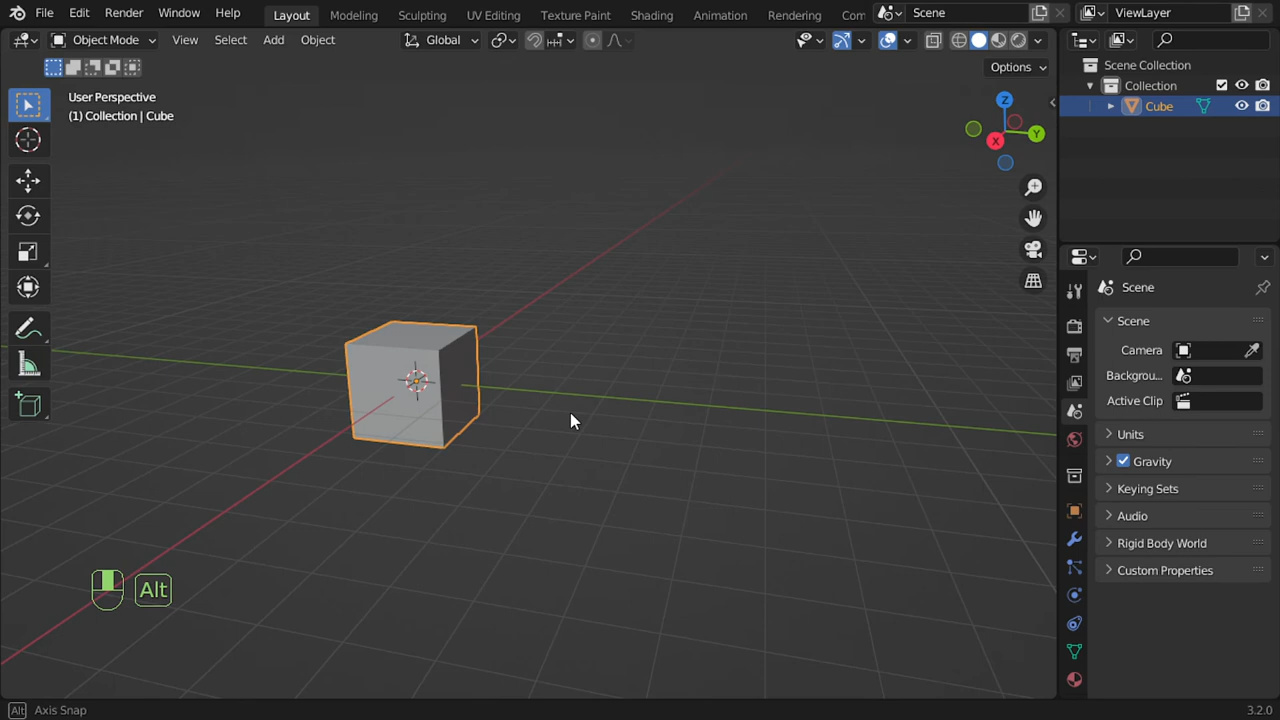 File Edit Render Window Help Layout Modeling Sculpting UV Editing Texture Paint Shading Animation Rendering Com Scene ViewLayer
Object Mode View Select Add Object Global
Options
User Perspective
(1) Collection | Cube
Z
Y
X
Scene Collection
Collection
Cube
Scene
Scene
Camera
Backgrou...
Active Clip
Units
Gravity
Keying Sets
Audio
Rigid Body World
Custom Properties
Alt
Alt Axis Snap 3.2.0